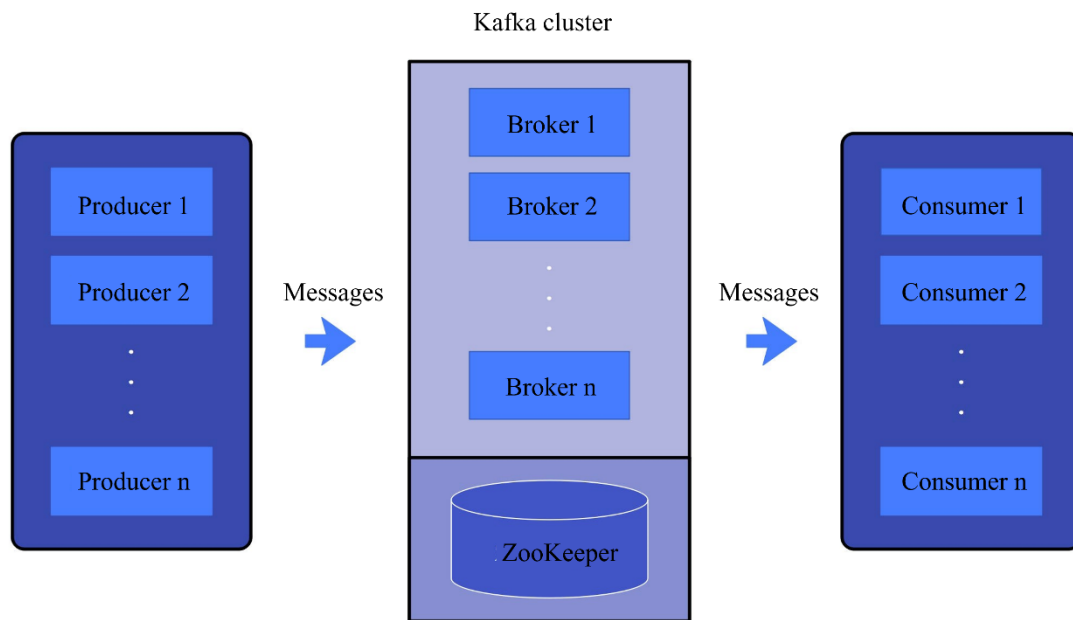 Kafka cluster
Producer 1
Producer 2
Producer n
Messages
Broker 1
Broker 2
Broker n
ZooKeeper
Messages
Consumer 1
Consumer 2
Consumer n